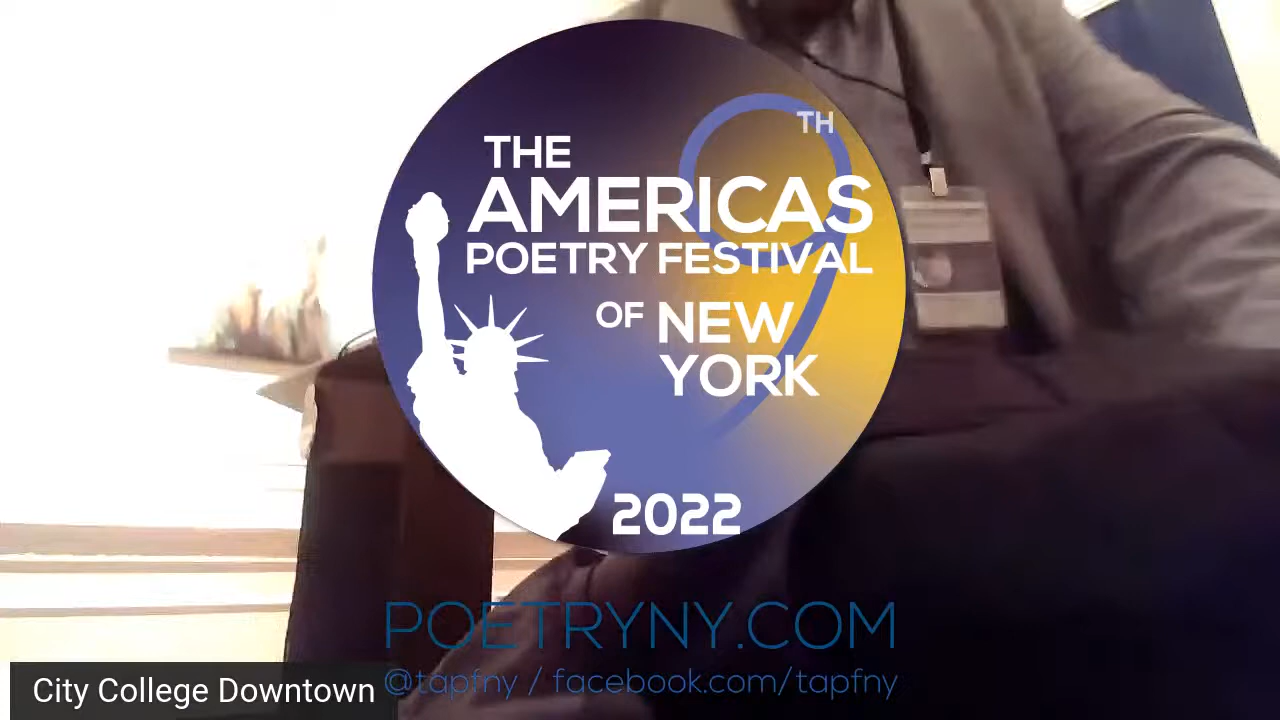 TH
THE
AMERICAS
POETRY FESTIVAL
OF NEW
YORK
2022
POETRYNY.COM
@tapfny / facebook.com/tapfny
City College Downtown